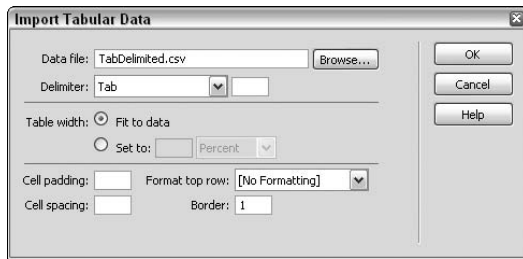 Import Tabular Data
Data file: TabDelimited.csv Browse... OK
Delimiter: Tab Cancel
Table width: Fit to data Help
Set to: Percent
Cell padding: Format top row: [No Formatting]
Cell spacing: Border: 1